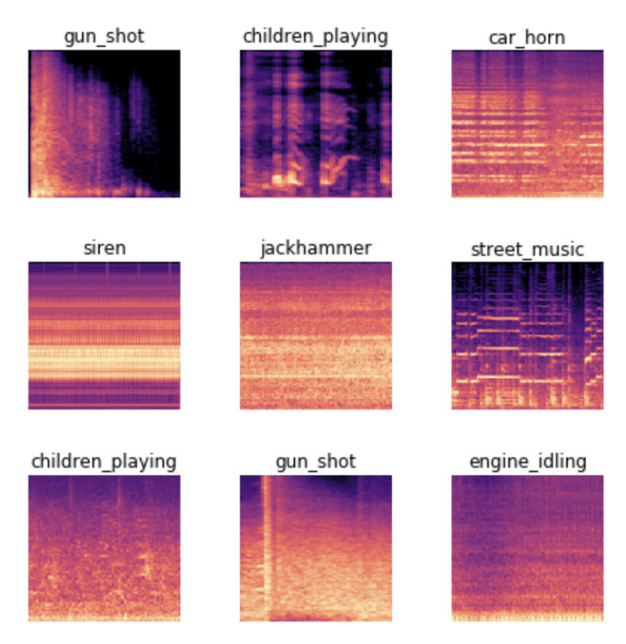 gun_shot
children_playing
car_horn
siren
jackhammer
street_music
children_playing
gun_shot
engine_idling